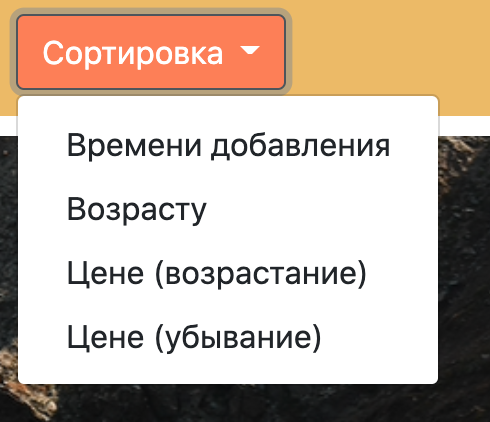 Сортировка
Времени добавления
Возрасту
Цене (возрастание)
Цене (убывание)